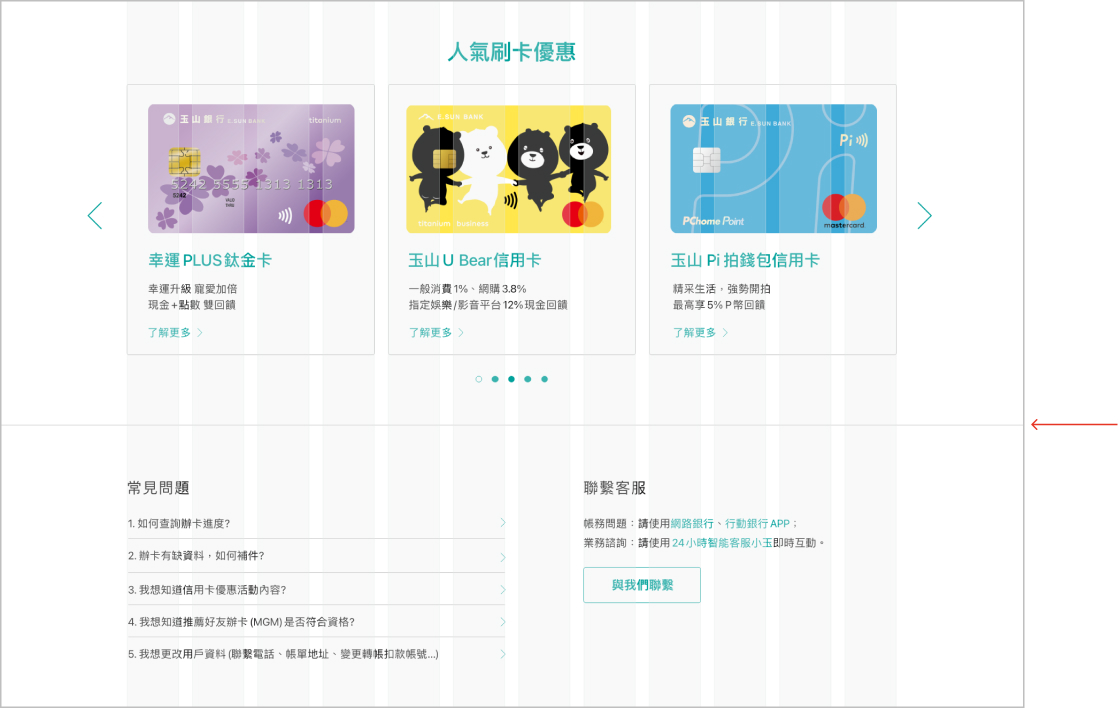 人氣刷卡優惠
玉山銀行 E.SUN BANK titanium
5242 5555 1313 1313
5242 VALID THRU
幸運PLUS鈦金卡
幸運升級 寵愛加倍
現金+點數 雙回饋
了解更多
E.SUN BANK
titanium business
玉山U Bear信用卡
一般消費1%、網購3.8%
指定娛樂/影音平台12%現金回饋
了解更多
玉山銀行 E.SUN BANK
Pi
PChome Point
mastercard
玉山 Pi 拍錢包信用卡
精采生活,強勢開拍
最高享5% P幣回饋
了解更多
常見問題
1. 如何查詢辦卡進度?
2. 辦卡有缺資料,如何補件?
3. 我想知道信用卡優惠活動內容?
4. 我想知道推薦好友辦卡(MGM)是否符合資格?
5. 我想更改用戶資料(聯繫電話、帳單地址、變更轉帳扣款帳號...)
聯繫客服
帳務問題:請使用網路銀行、行動銀行APP;
業務諮詢:請使用24小時智能客服小玉即時互動。
與我們聯繫